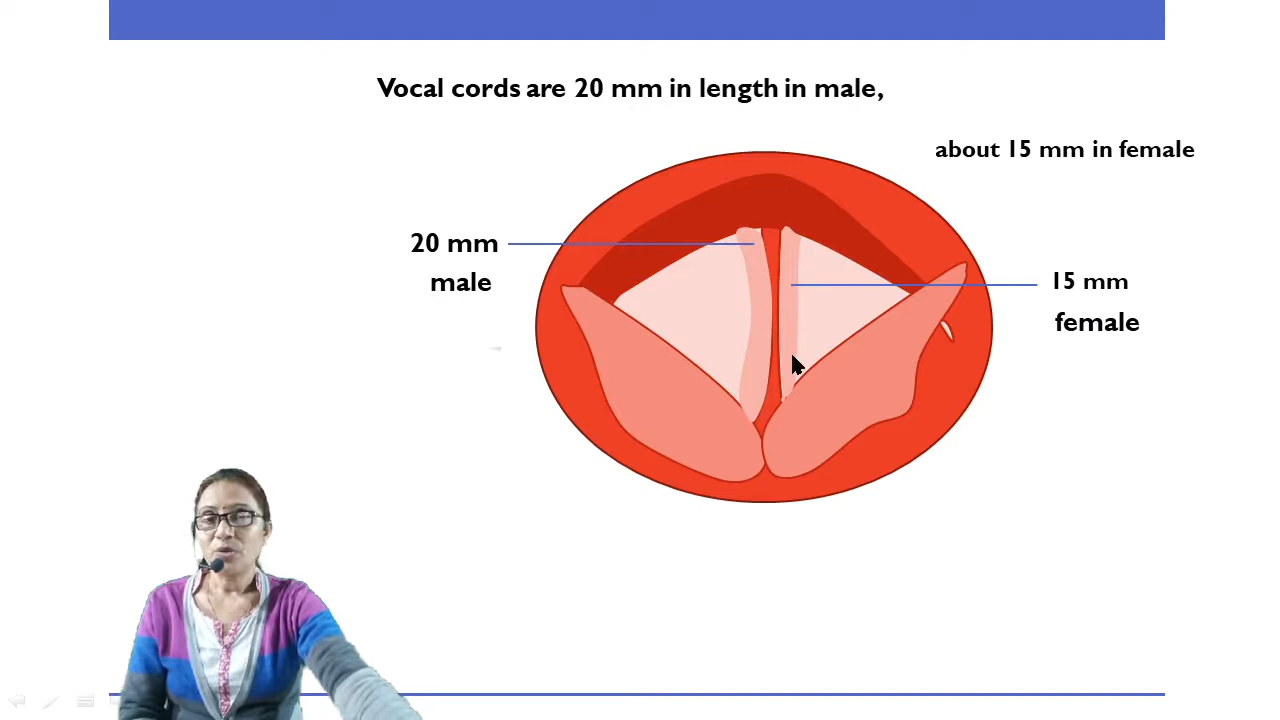 Vocal cords are 20 mm in length in male,
about 15 mm in female
20 mm
male
15 mm
female